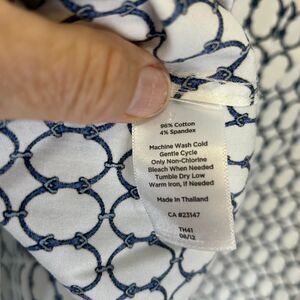 96% Cotton
4% Spandex
Machine Wash Cold
Gentle Cycle
Only Non-Chlorine
Bleach When Needed
Tumble Dry Low
Warm Iron, If Needed
Made in Thailand
CA #23147
TH41
08/12